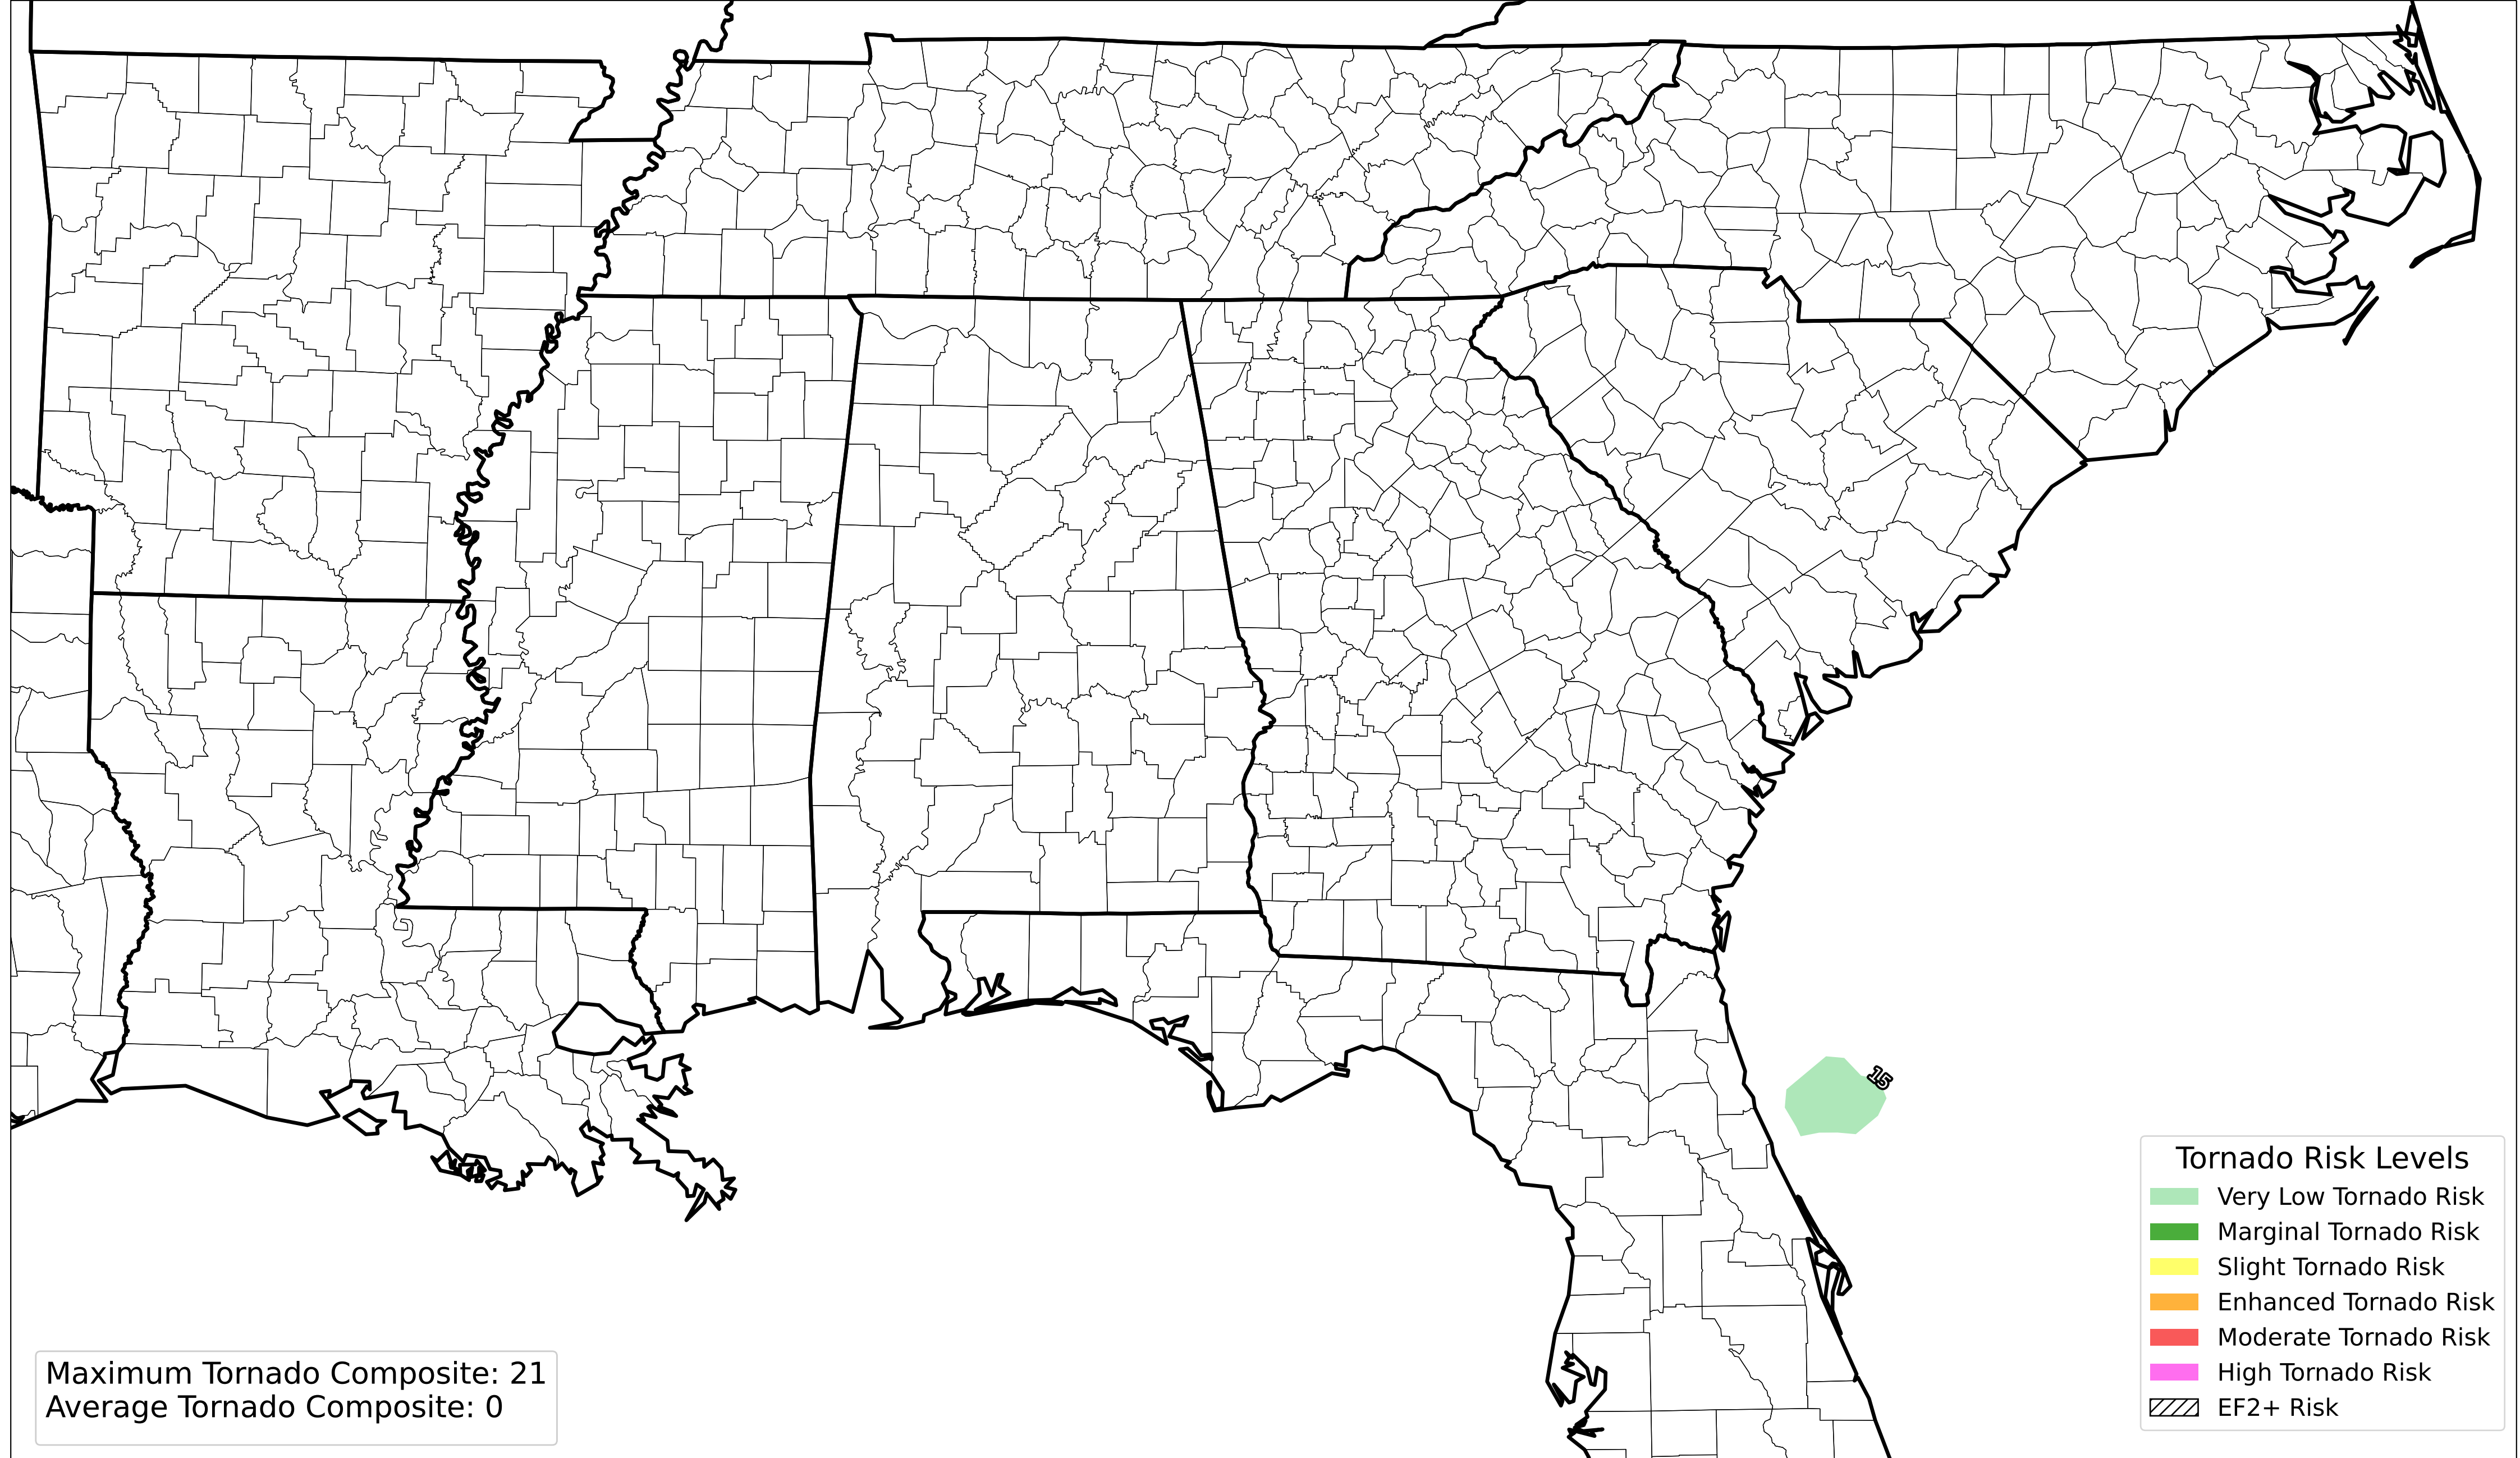 15
Tornado Risk Levels
Very Low Tornado Risk
Marginal Tornado Risk
Slight Tornado Risk
Enhanced Tornado Risk
Moderate Tornado Risk
High Tornado Risk
EF2+ Risk
Maximum Tornado Composite: 21
Average Tornado Composite: 0